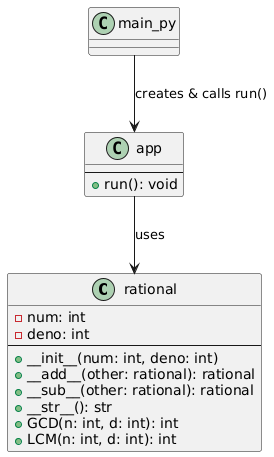 C main_py
creates & calls run()
C app
run(): void
uses
C rational
num: int
deno: int
__init__(num: int, deno: int)
__add__(other: rational): rational
__sub__(other: rational): rational
__str__(): str
GCD(n: int, d: int): int
LCM(n: int, d: int): int